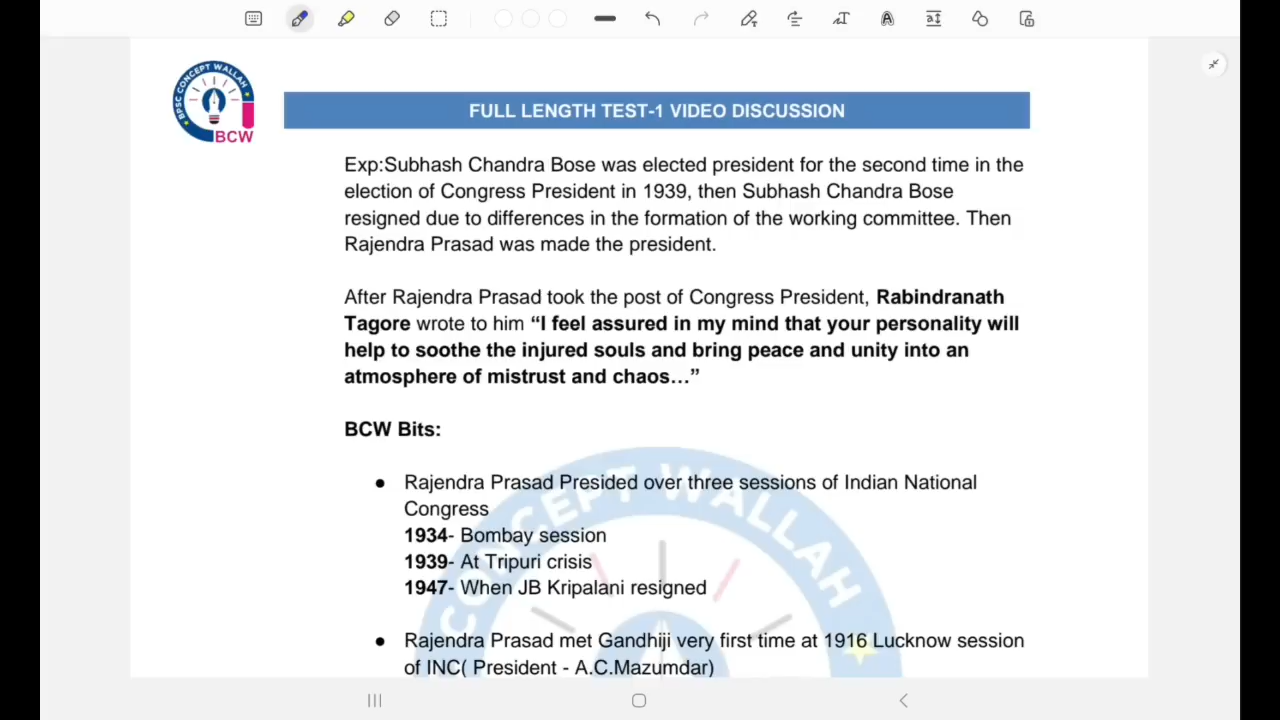 BPSC CONCEPT WALLAH
BCW
FULL LENGTH TEST-1 VIDEO DISCUSSION
Exp:Subhash Chandra Bose was elected president for the second time in the
election of Congress President in 1939, then Subhash Chandra Bose
resigned due to differences in the formation of the working committee. Then
Rajendra Prasad was made the president.
After Rajendra Prasad took the post of Congress President, Rabindranath
Tagore wrote to him “I feel assured in my mind that your personality will
help to soothe the injured souls and bring peace and unity into an
atmosphere of mistrust and chaos…”
BCW Bits:
● Rajendra Prasad Presided over three sessions of Indian National
Congress
1934- Bombay session
1939- At Tripuri crisis
1947- When JB Kripalani resigned
● Rajendra Prasad met Gandhiji very first time at 1916 Lucknow session
of INC( President - A.C.Mazumdar)
CONCEPT WALLAH